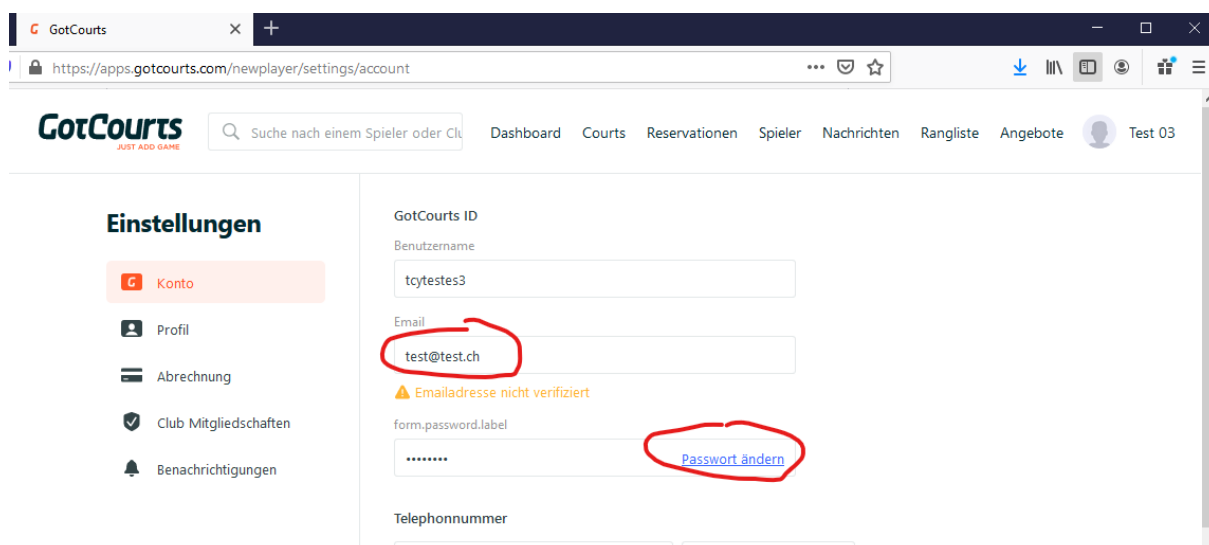 G GotCourts
https://apps.gotcourts.com/newplayer/settings/account
GotCourts
JUST ADD GAME
Suche nach einem Spieler oder Clu
Dashboard Courts Reservationen Spieler Nachrichten Rangliste Angebote Test 03
Einstellungen
G Konto
Profil
Abrechnung
Club Mitgliedschaften
Benachrichtigungen
GotCourts ID
Benutzername
tcytestes3
Email
test@test.ch
Emailadresse nicht verifiziert
form.password.label
•••••••• Passwort ändern
Telephonnummer